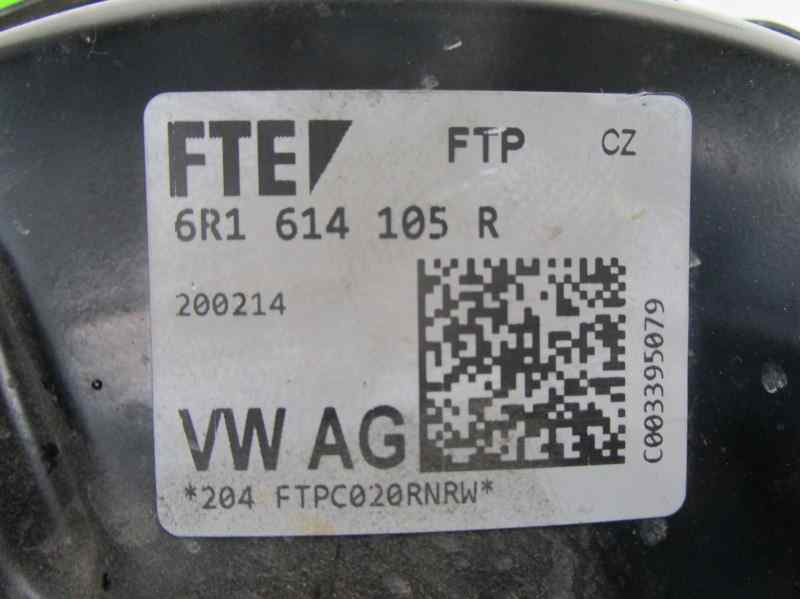 FTE FTP CZ
6R1 614 105 R
200214
VW AG
*204 FTPC020RNRW*
C003395079